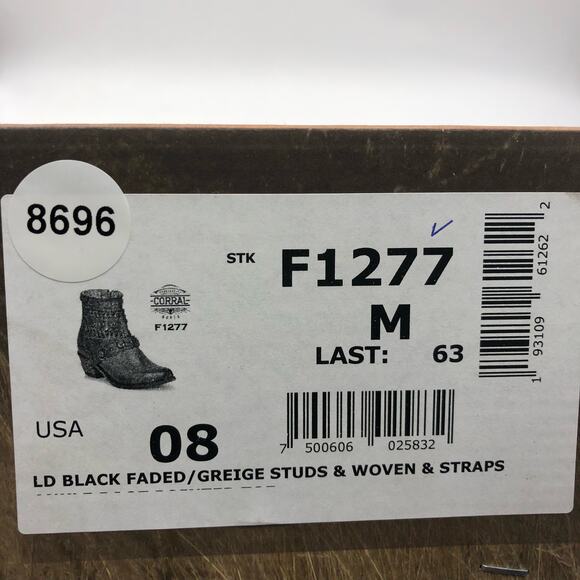 8696
STK F1277
M
LAST: 63
CORRAL
BOOTS
F1277
USA 08
7 500606 025832
1 93109 61262 2
LD BLACK FADED/GREIGE STUDS & WOVEN & STRAPS